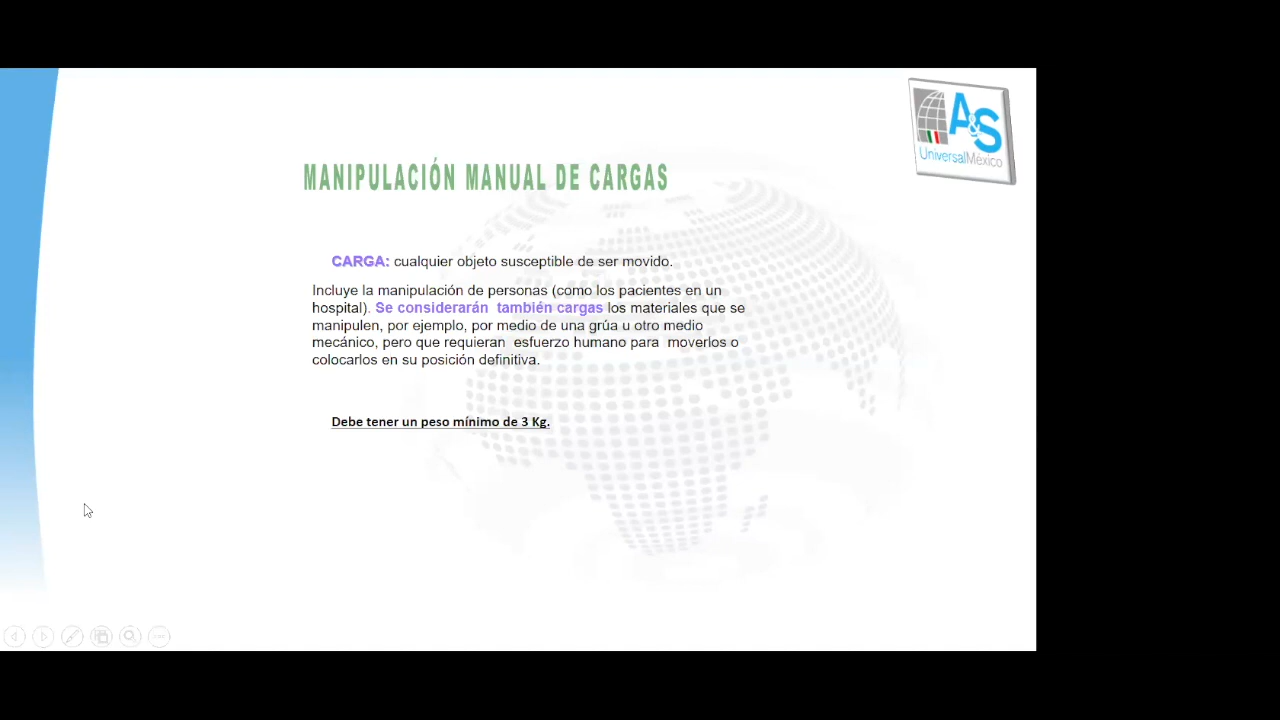 A&S
UniversalMéxico
MANIPULACIÓN MANUAL DE CARGAS
CARGA: cualquier objeto susceptible de ser movido.
Incluye la manipulación de personas (como los pacientes en un
hospital). Se considerarán también cargas los materiales que se
manipulen, por ejemplo, por medio de una grúa u otro medio
mecánico, pero que requieran esfuerzo humano para moverlos o
colocarlos en su posición definitiva.
Debe tener un peso mínimo de 3 Kg.